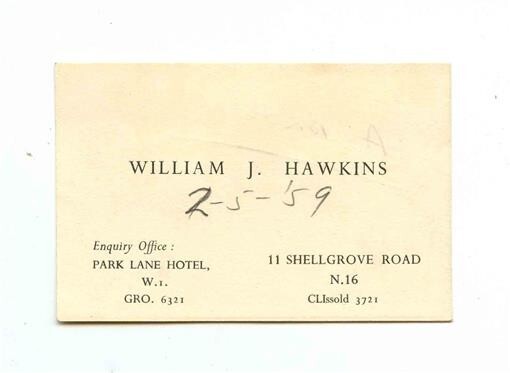 WILLIAM J. HAWKINS
2-5-'59
Enquiry Office :
PARK LANE HOTEL,
W.1.
GRO. 6321
11 SHELLGROVE ROAD
N.16
CLIssold 3721